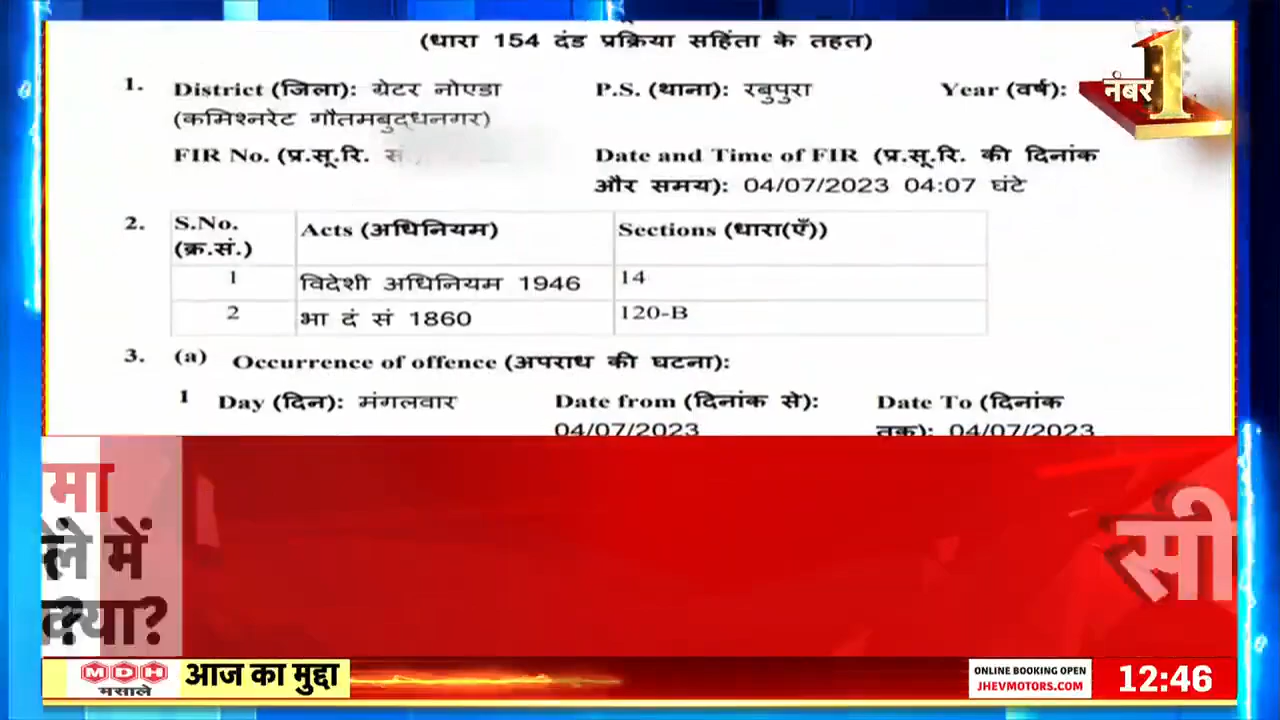 (धारा 154 दंड प्रक्रिया सहिंता के तहत)
नंबर 1
1. District (जिला): ग्रेटर नोएडा P.S. (थाना): रबुपुरा Year (वर्ष):
(कमिश्नरेट गौतमबुद्धनगर)
FIR No. (प्र.सू.रि. सं Date and Time of FIR (प्र.सू.रि. की दिनांक
और समय): 04/07/2023 04:07 घंटे
2. S.No. Acts (अधिनियम) Sections (धारा(एँ))
(क्र.सं.)
1 विदेशी अधिनियम 1946 14
2 भा दं सं 1860 120-B
3. (a) Occurrence of offence (अपराध की घटना):
1 Day (दिन): मंगलवार Date from (दिनांक से): Date To (दिनांक
04/07/2023 तक): 04/07/2023
मा
ले में
क्या?
सी
MDH मसाले
आज का मुद्दा
ONLINE BOOKING OPEN
JHEVMOTORS.COM
12:46